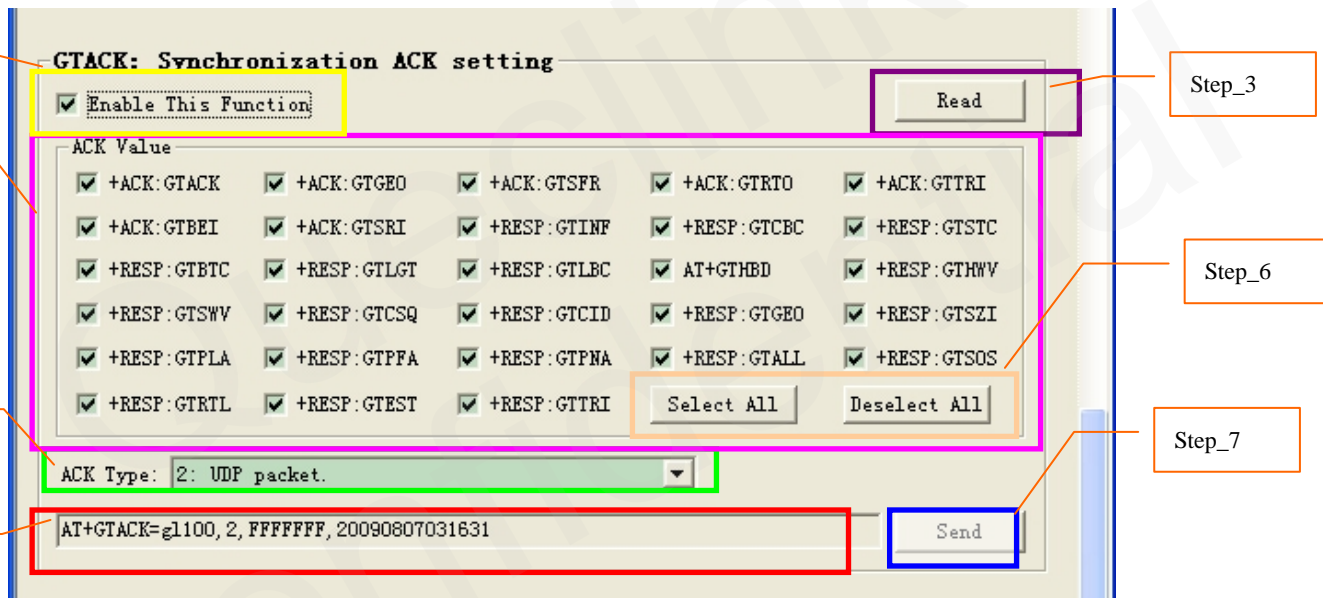 GTACK: Synchronization ACK setting
Enable This Function
Read
Step_3
ACK Value
+ACK:GTACK +ACK:GTGEO +ACK:GTSFR +ACK:GTRTO +ACK:GTTRI
+ACK:GTBEI +ACK:GTSRI +RESP:GTINF +RESP:GTCBC +RESP:GTSTC
+RESP:GTBTC +RESP:GTLGT +RESP:GTLBC AT+GTHBD +RESP:GTHWV
Step_6
+RESP:GTSWV +RESP:GTCSQ +RESP:GTCID +RESP:GTGEO +RESP:GTSZI
+RESP:GTPLA +RESP:GTPFA +RESP:GTPNA +RESP:GTALL +RESP:GTSOS
+RESP:GTRTL +RESP:GTEST +RESP:GTTRI Select All Deselect All
Step_7
ACK Type: 2: UDP packet.
AT+GTACK=gl100,2,FFFFFFF,20090807031631
Send